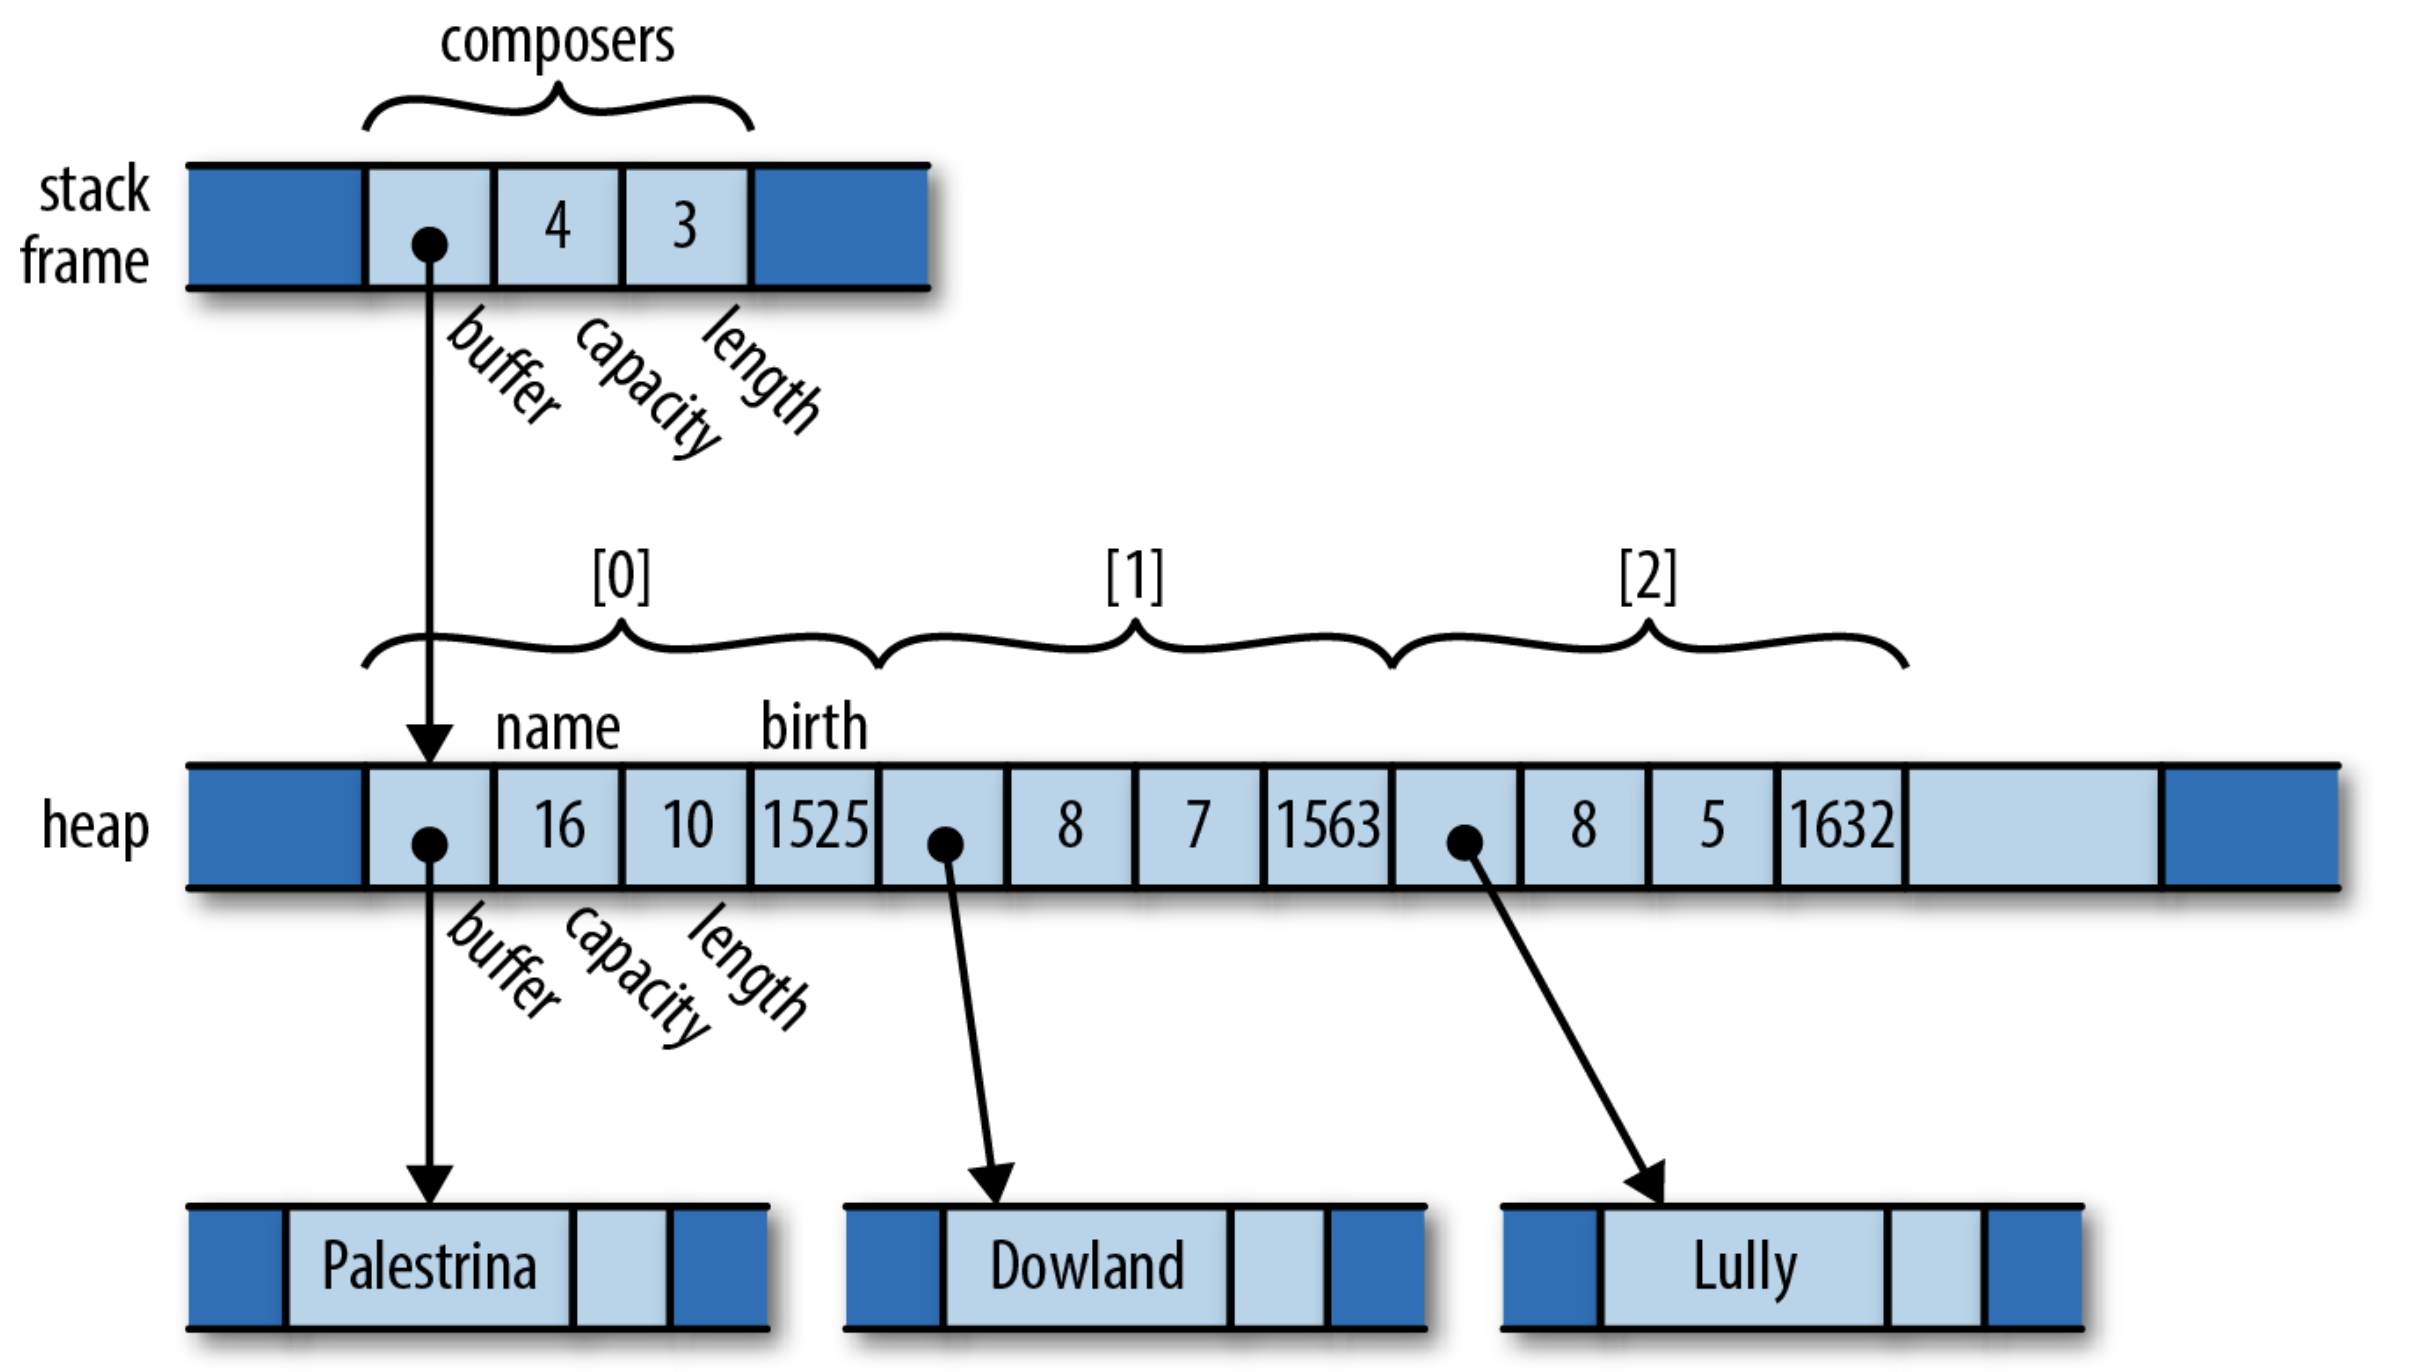 composers
stack
frame
4 3
buffer capacity length
[0] [1] [2]
name birth
heap
16 10 1525 8 7 1563 8 5 1632
buffer capacity length
Palestrina Dowland Lully